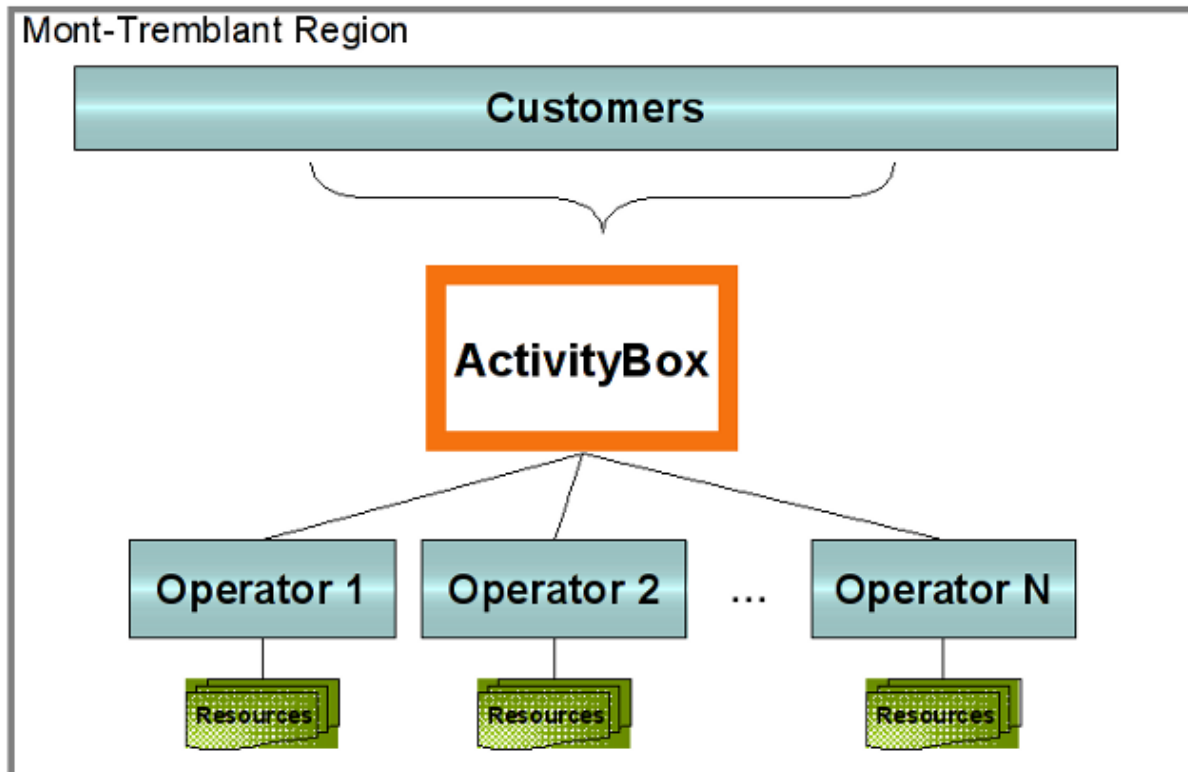 Mont-Tremblant Region
Customers
ActivityBox
Operator 1
Operator 2
...
Operator N
Resources
Resources
Resources